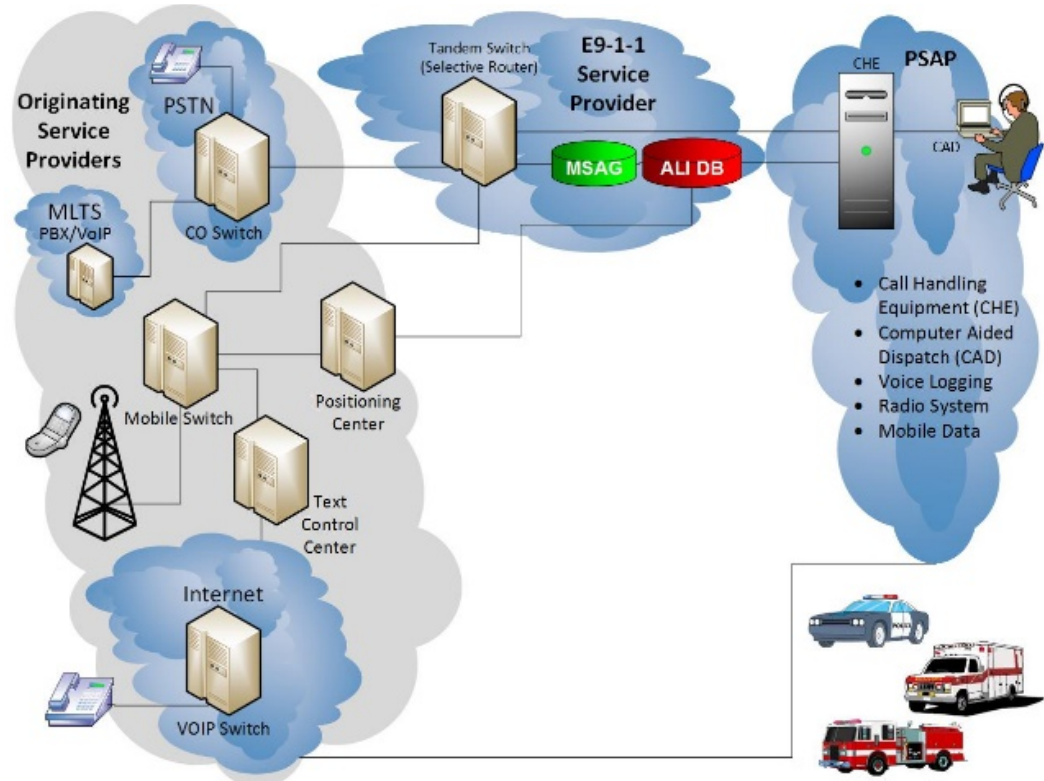 Originating
Service
Providers
PSTN
CO Switch
MLTS
PBX/VoIP
Mobile Switch
Positioning
Center
Text
Control
Center
Internet
VOIP Switch
Tandem Switch
(Selective Router)
E9-1-1
Service
Provider
MSAG
ALI DB
CHE
PSAP
CAD
• Call Handling
Equipment (CHE)
• Computer Aided
Dispatch (CAD)
• Voice Logging
• Radio System
• Mobile Data
POLICE